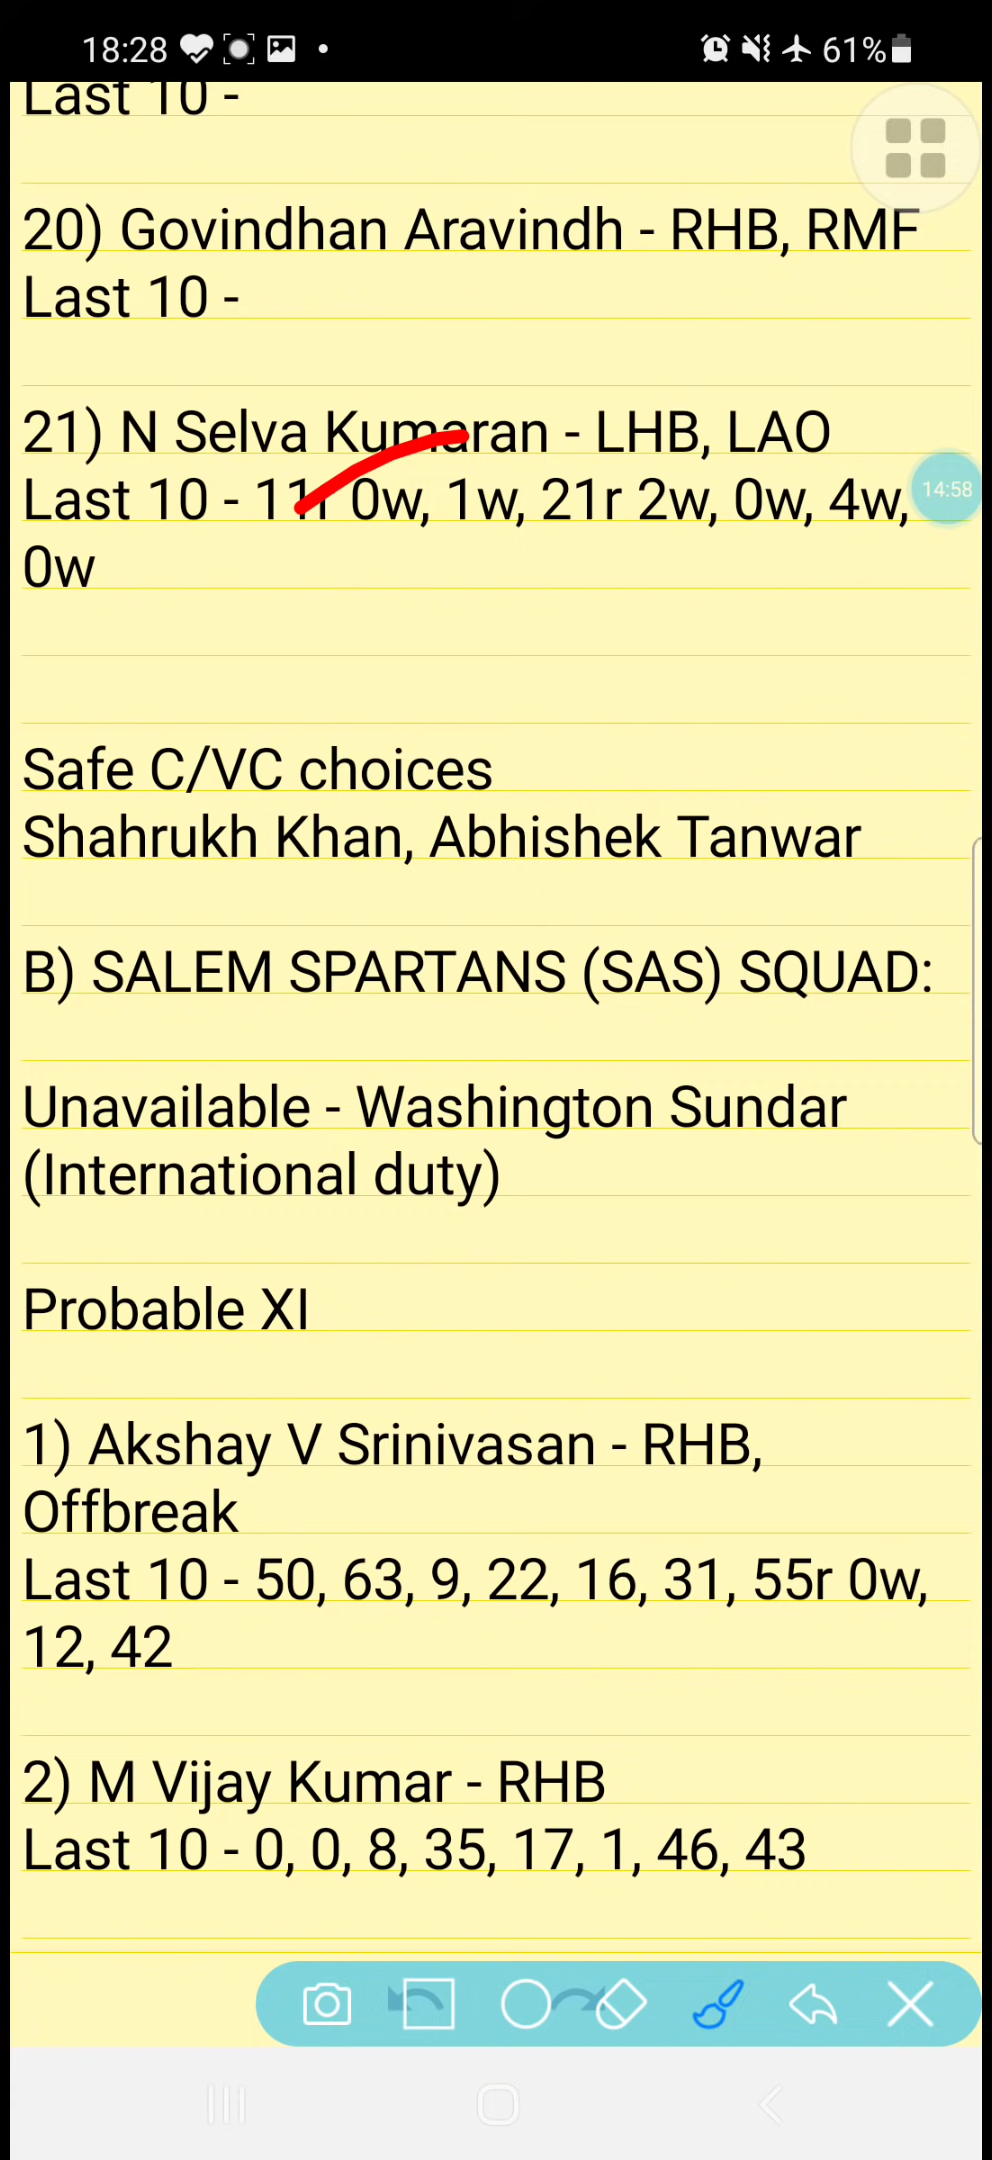 18:28 61%
Last 10 -
20) Govindhan Aravindh - RHB, RMF
Last 10 -
21) N Selva Kumaran - LHB, LAO
Last 10 - 11r 0w, 1w, 21r 2w, 0w, 4w,
14:58
0w
Safe C/VC choices
Shahrukh Khan, Abhishek Tanwar
B) SALEM SPARTANS (SAS) SQUAD:
Unavailable - Washington Sundar
(International duty)
Probable XI
1) Akshay V Srinivasan - RHB,
Offbreak
Last 10 - 50, 63, 9, 22, 16, 31, 55r 0w,
12, 42
2) M Vijay Kumar - RHB
Last 10 - 0, 0, 8, 35, 17, 1, 46, 43